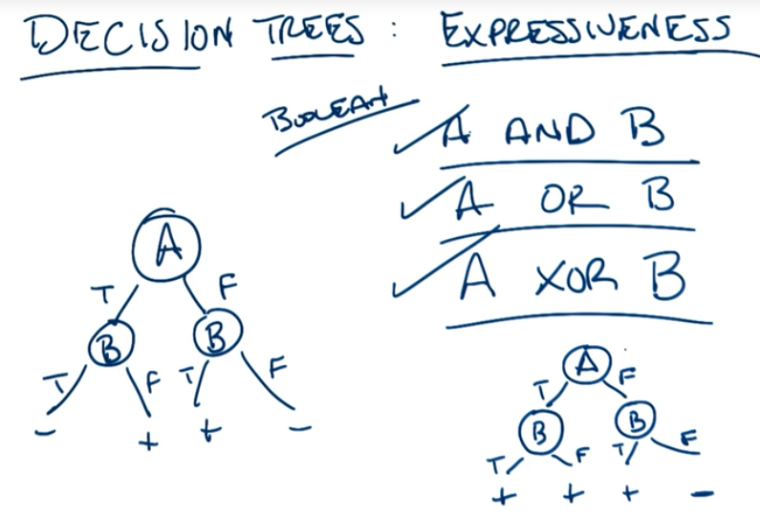 DECISION TREES : EXPRESSIVENESS
BOOLEAN
A AND B
A OR B
A XOR B
A
T F
B B
T F T F
- + + -
A
T F
B B
T F T F
+ + + -